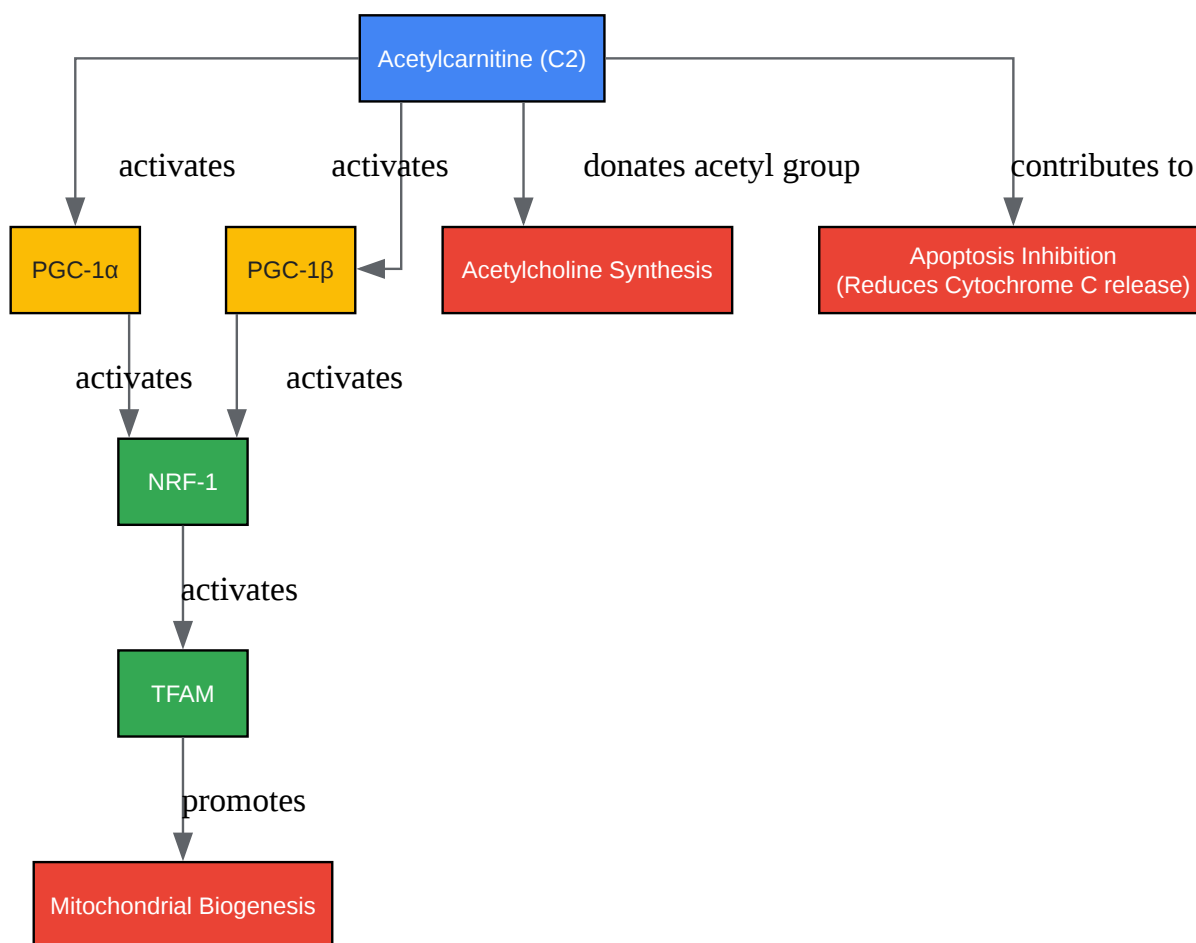 Acetylcarnitine (C2)
activates
activates
donates acetyl group
contributes to
PGC-1α
PGC-1β
Acetylcholine Synthesis
Apoptosis Inhibition
(Reduces Cytochrome C release)
activates
activates
NRF-1
activates
TFAM
promotes
Mitochondrial Biogenesis